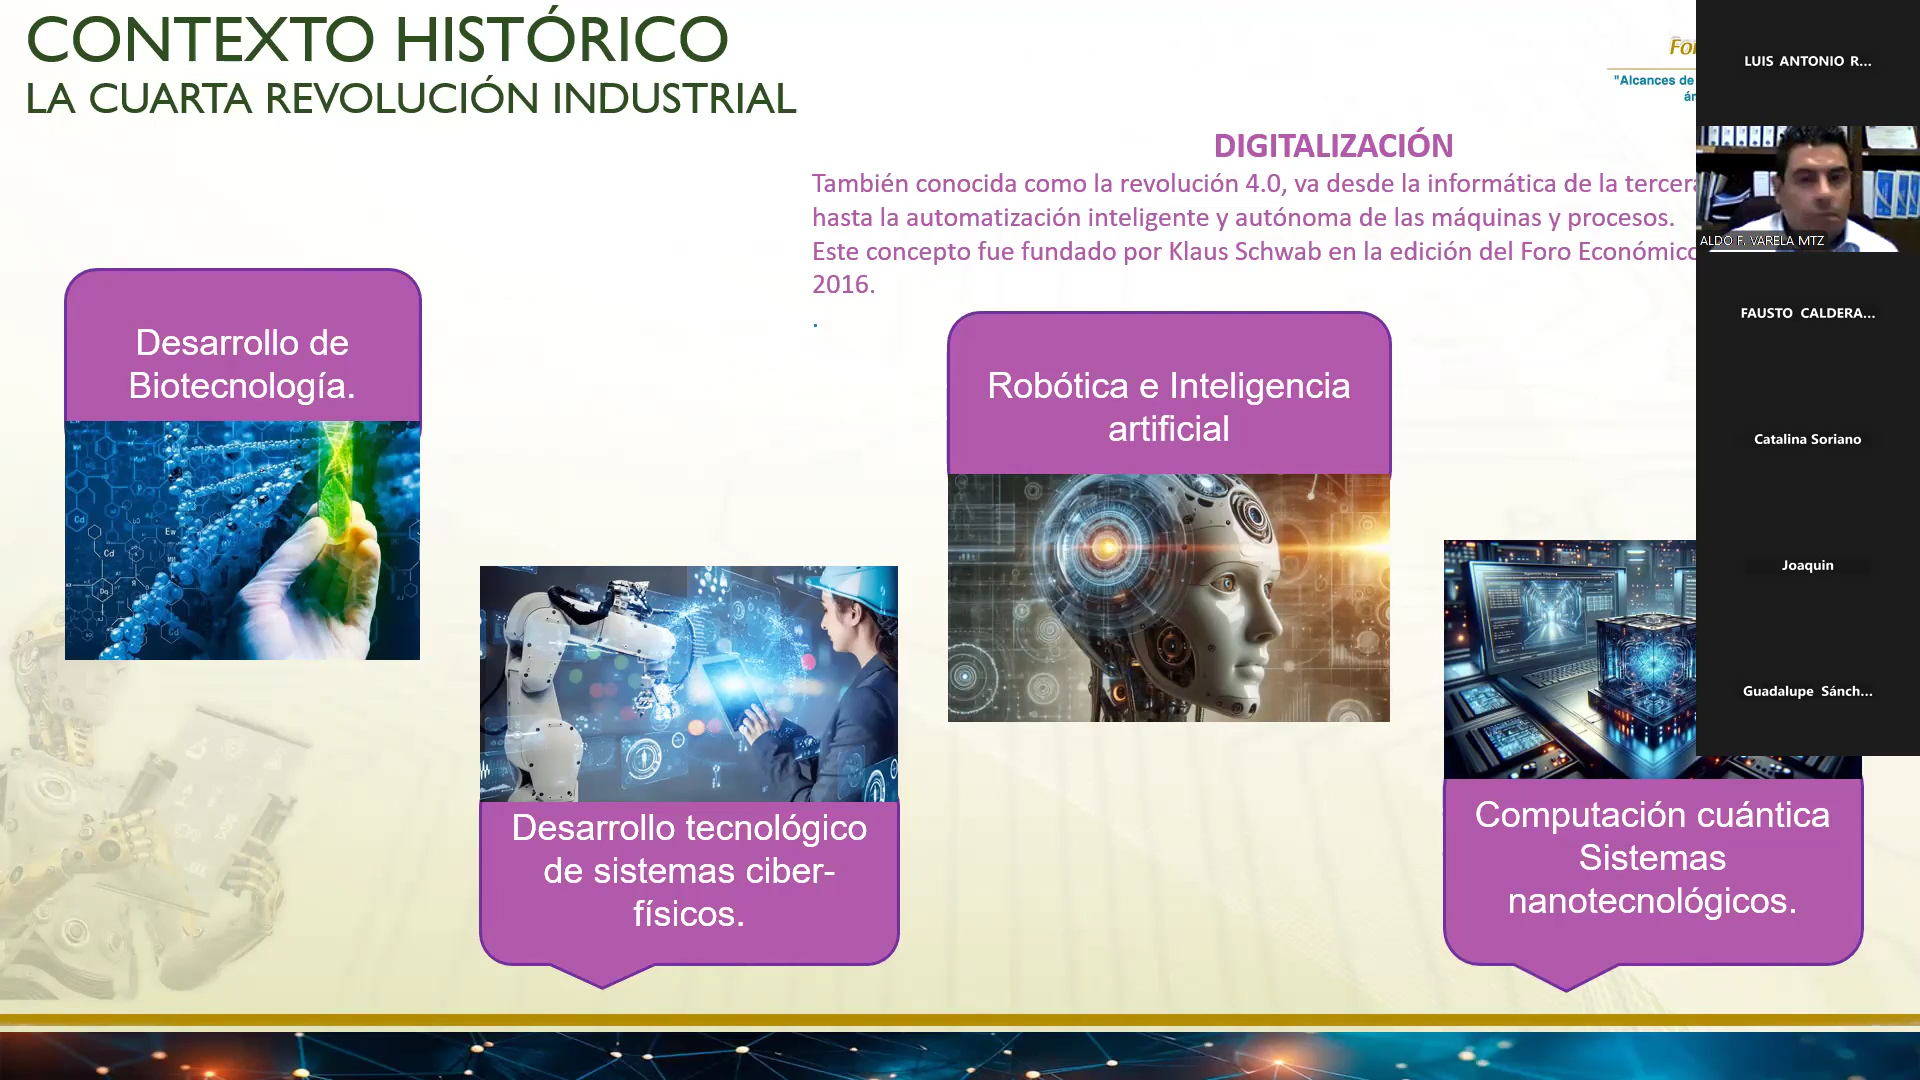 CONTEXTO HISTÓRICO
LA CUARTA REVOLUCIÓN INDUSTRIAL
"Alcances de
DIGITALIZACIÓN
También conocida como la revolución 4.0, va desde la informática de la tercera
hasta la automatización inteligente y autónoma de las máquinas y procesos.
Este concepto fue fundado por Klaus Schwab en la edición del Foro Económico
2016.
.
Desarrollo de
Biotecnología.
Robótica e Inteligencia
artificial
Desarrollo tecnológico
de sistemas ciber-
físicos.
Computación cuántica
Sistemas
nanotecnológicos.
LUIS ANTONIO R...
ALDO F. VARELA MTZ
FAUSTO CALDERA...
Catalina Soriano
Joaquin
Guadalupe Sánch...